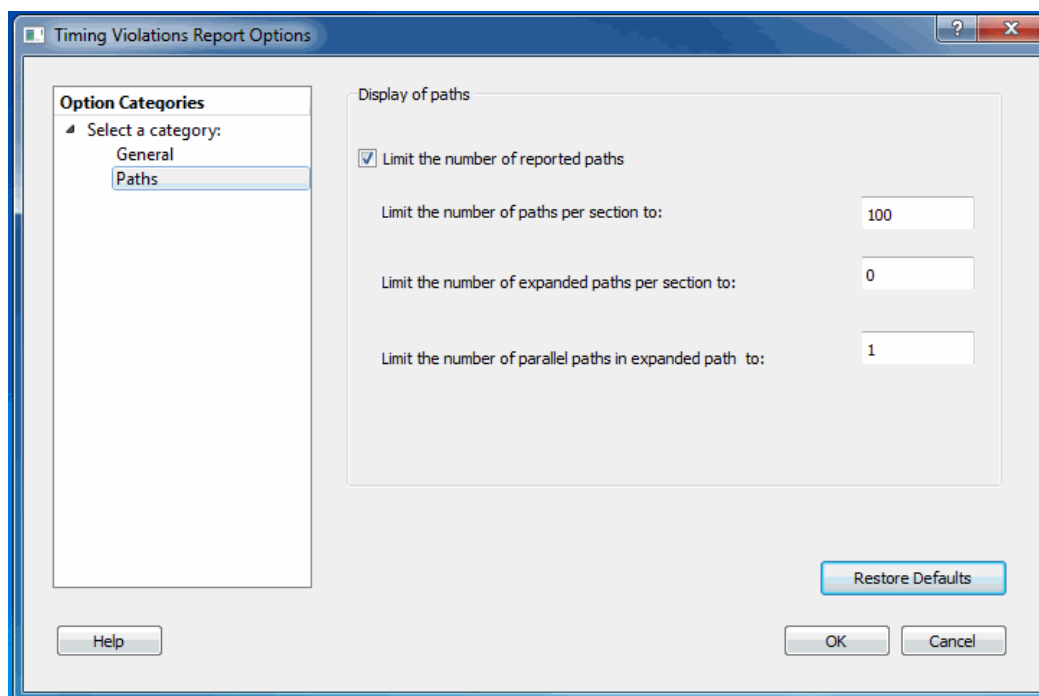 Timing Violations Report Options
Option Categories
Select a category:
General
Paths
Display of paths
Limit the number of reported paths
Limit the number of paths per section to:
100
Limit the number of expanded paths per section to:
0
Limit the number of parallel paths in expanded path to:
1
Restore Defaults
Help
OK
Cancel